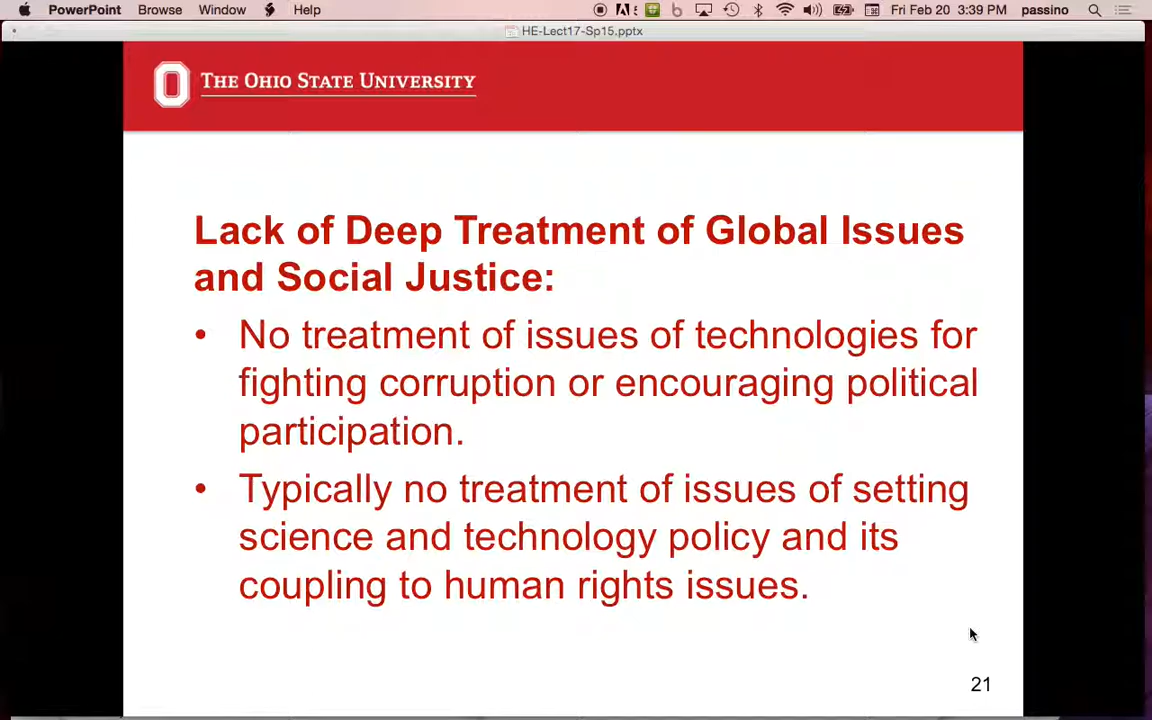 PowerPoint Browse Window Help Fri Feb 20 3:39 PM passino
HE-Lect17-Sp15.pptx
THE OHIO STATE UNIVERSITY
Lack of Deep Treatment of Global Issues
and Social Justice:
• No treatment of issues of technologies for
fighting corruption or encouraging political
participation.
• Typically no treatment of issues of setting
science and technology policy and its
coupling to human rights issues.
21